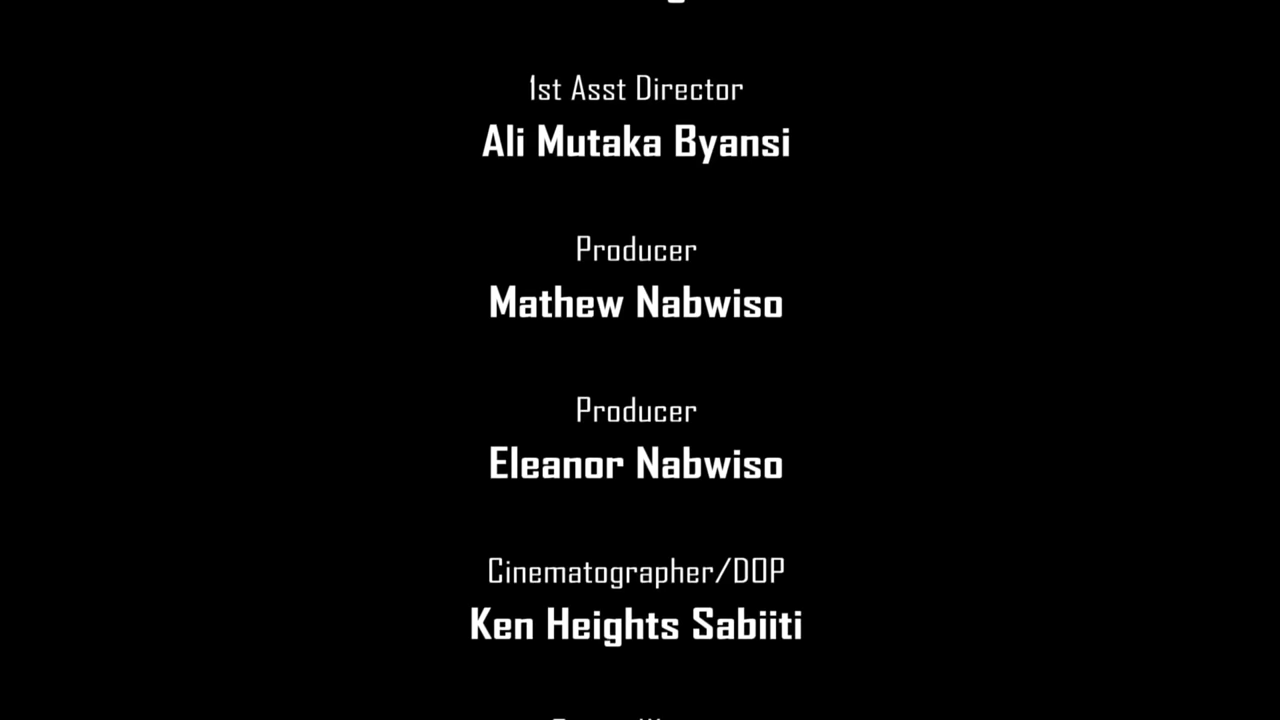 1st Asst Director
Ali Mutaka Byansi
Producer
Mathew Nabwiso
Producer
Eleanor Nabwiso
Cinematographer/DOP
Ken Heights Sabiiti